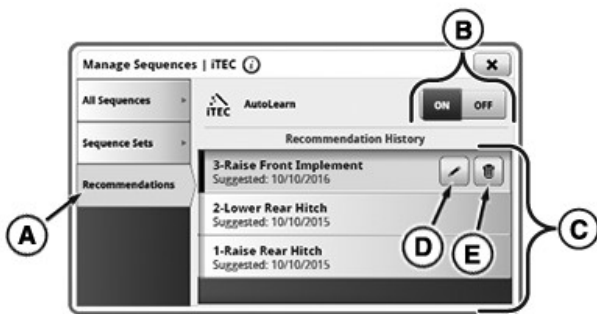 B
Manage Sequences | iTEC i
All Sequences
iTEC AutoLearn ON OFF
Sequence Sets
Recommendation History
Recommendations
3-Raise Front Implement
Suggested: 10/10/2016
2-Lower Rear Hitch
Suggested: 10/10/2015
1-Raise Rear Hitch
Suggested: 10/10/2015
A
D
E
C